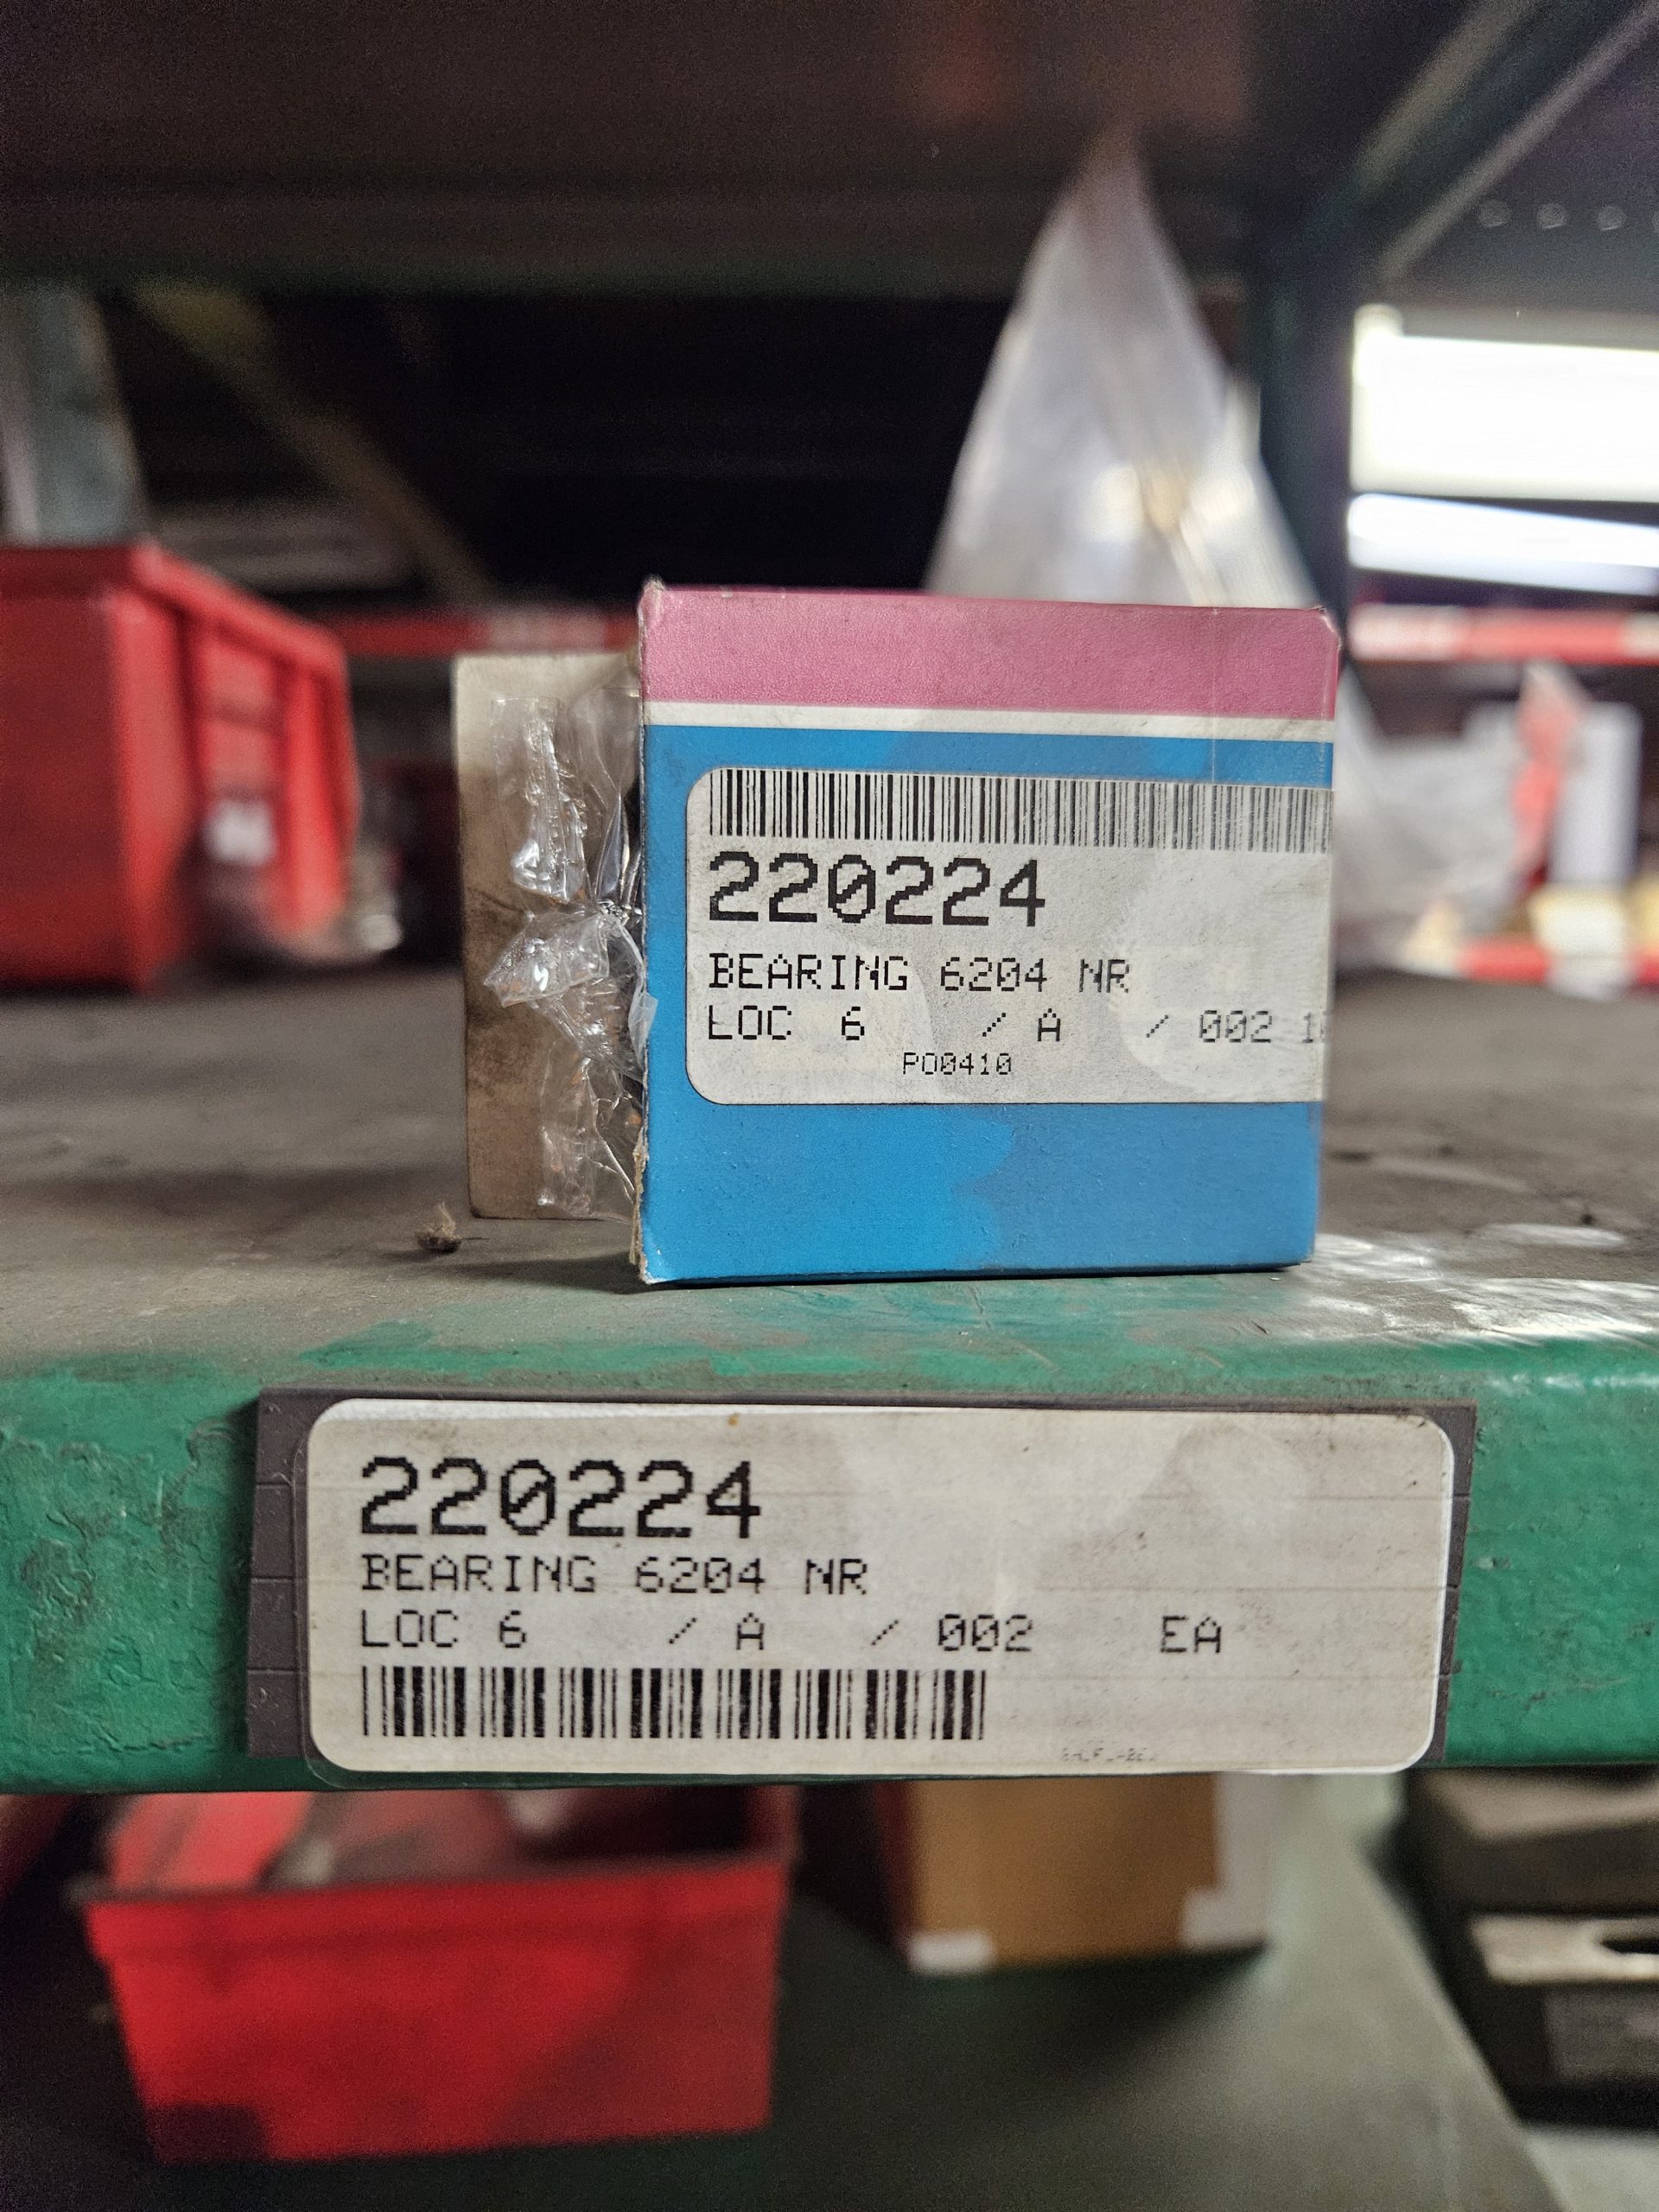 220224
BEARING 6204 NR
LOC 6 / A / 002
PO0410
220224
BEARING 6204 NR
LOC 6 / A / 002 EA